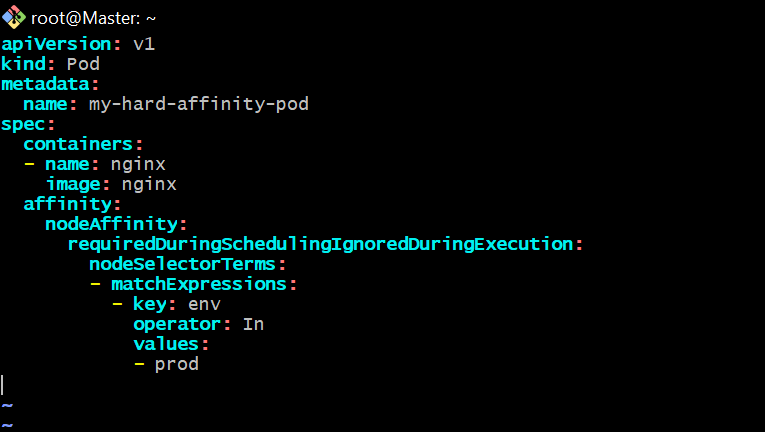 root@Master: ~
apiVersion: v1
kind: Pod
metadata:
  name: my-hard-affinity-pod
spec:
  containers:
  - name: nginx
    image: nginx
  affinity:
    nodeAffinity:
      requiredDuringSchedulingIgnoredDuringExecution:
        nodeSelectorTerms:
        - matchExpressions:
          - key: env
            operator: In
            values:
            - prod
~
~